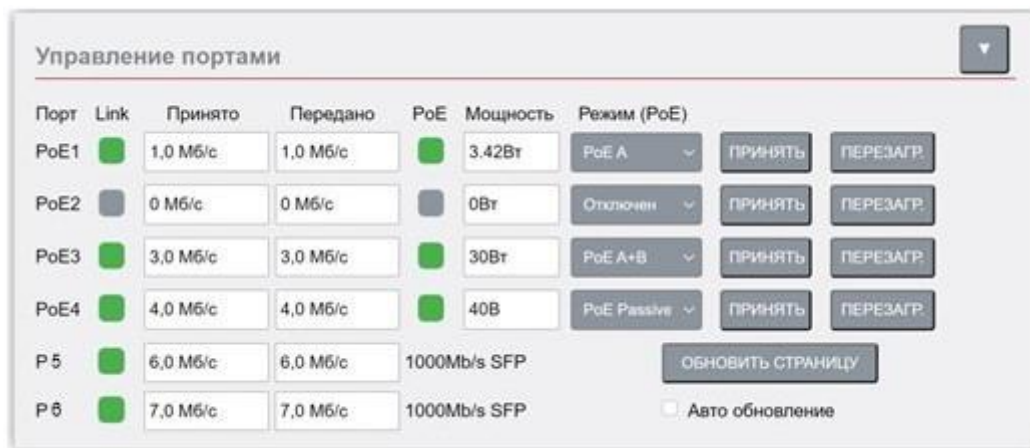 Управление портами
Порт Link Принято Передано PoE Мощность Режим (PoE)
PoE1 1,0 Мб/с 1,0 Мб/с 3.42Вт PoE A ПРИНЯТЬ ПЕРЕЗАГР.
PoE2 0 Мб/с 0 Мб/с 0Вт Отключен ПРИНЯТЬ ПЕРЕЗАГР.
PoE3 3,0 Мб/с 3,0 Мб/с 30Вт PoE A+B ПРИНЯТЬ ПЕРЕЗАГР.
PoE4 4,0 Мб/с 4,0 Мб/с 40В PoE Passive ПРИНЯТЬ ПЕРЕЗАГР.
P 5 6,0 Мб/с 6,0 Мб/с 1000Mb/s SFP ОБНОВИТЬ СТРАНИЦУ
P 6 7,0 Мб/с 7,0 Мб/с 1000Mb/s SFP Авто обновление